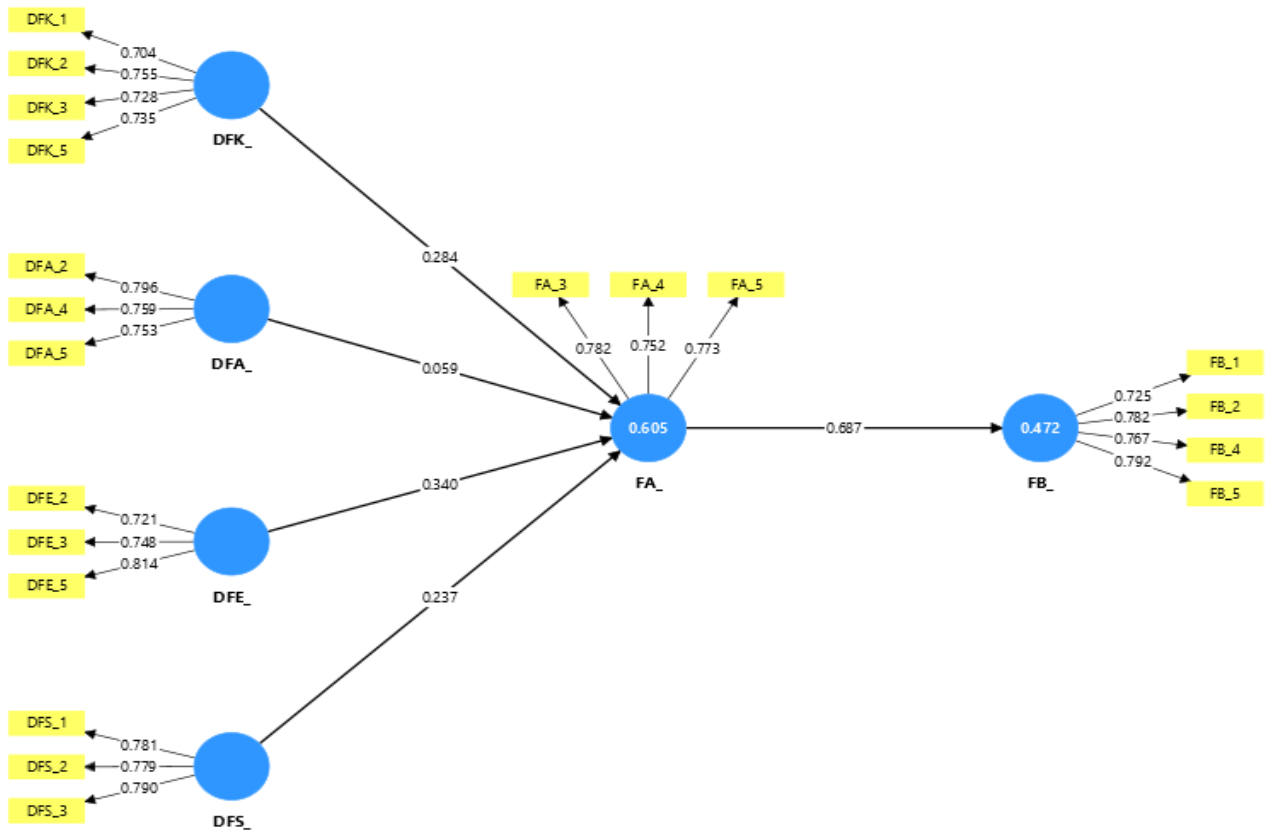 DFK_1
0.704
DFK_2
0.755
DFK_3
0.728
0.735
DFK_5
DFK_
0.284
DFA_2
0.796
DFA_4
0.759
DFA_5
0.753
DFA_
0.059
FA_3
FA_4
FA_5
0.782
0.752
0.773
0.605
FA_
0.687
0.472
FB_
FB_1
0.725
FB_2
0.782
FB_4
0.767
0.792
FB_5
DFE_2
0.721
DFE_3
0.748
DFE_5
0.814
DFE_
0.340
0.237
DFS_1
0.781
DFS_2
0.779
0.790
DFS_3
DFS_